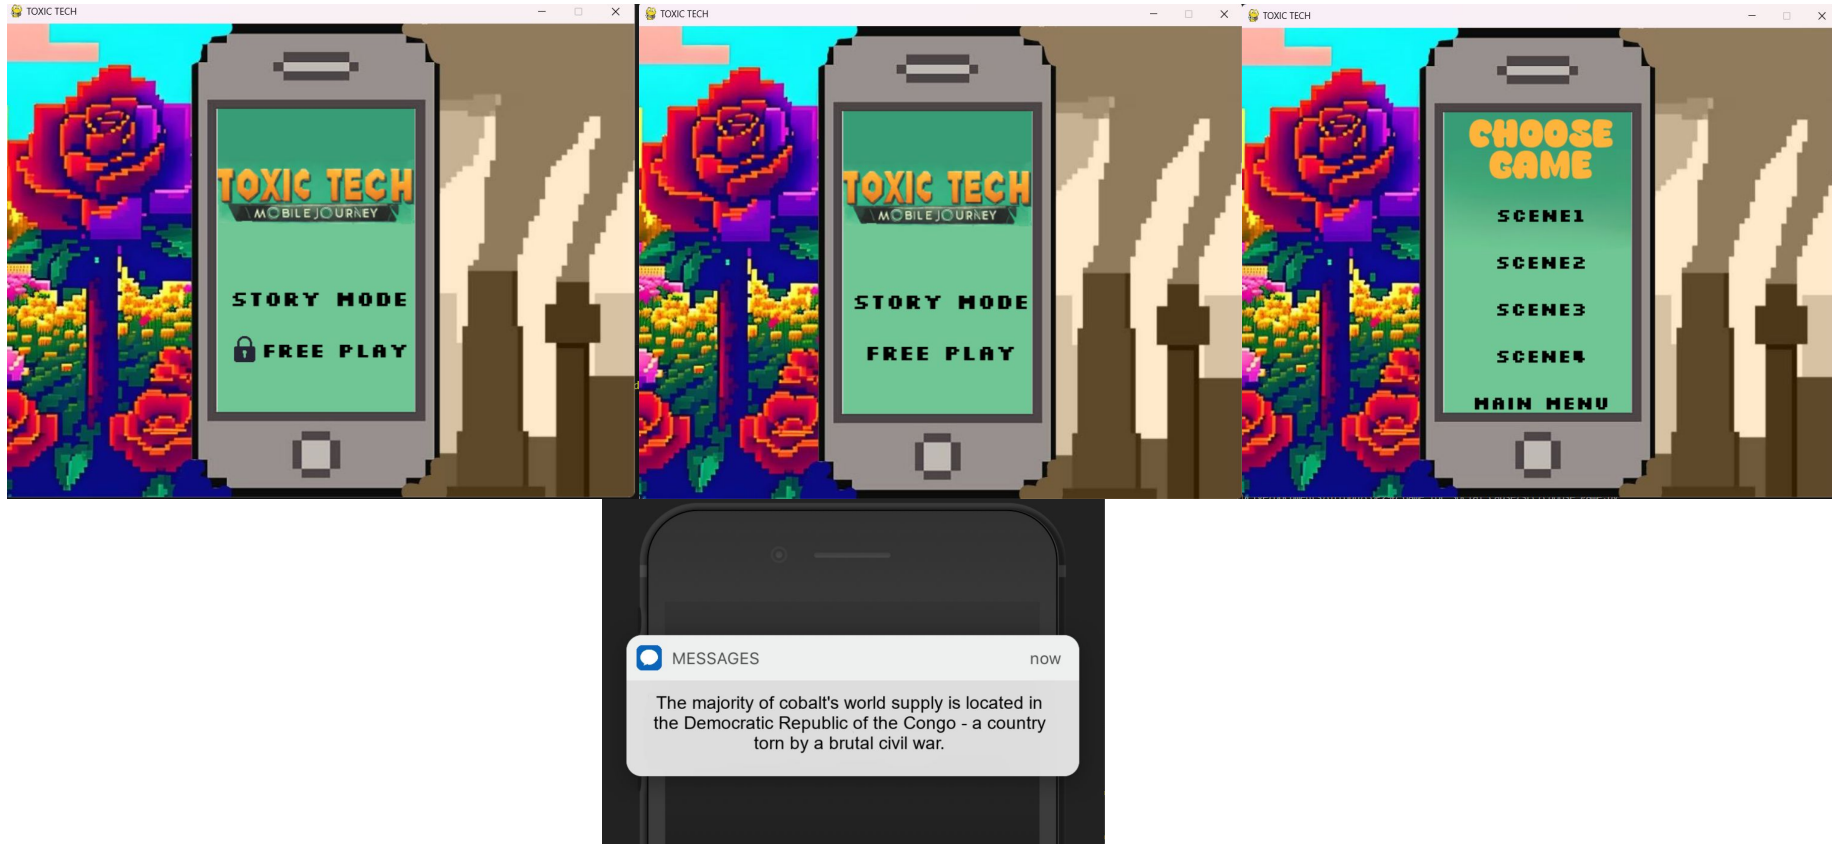 TOXIC TECH
TOXIC TECH
MOBILE JOURNEY
STORY MODE
FREE PLAY
TOXIC TECH
TOXIC TECH
MOBILE JOURNEY
STORY MODE
FREE PLAY
TOXIC TECH
CHOOSE
GAME
SCENE1
SCENE2
SCENE3
SCENE4
MAIN MENU
MESSAGES
now
The majority of cobalt's world supply is located in
the Democratic Republic of the Congo - a country
torn by a brutal civil war.